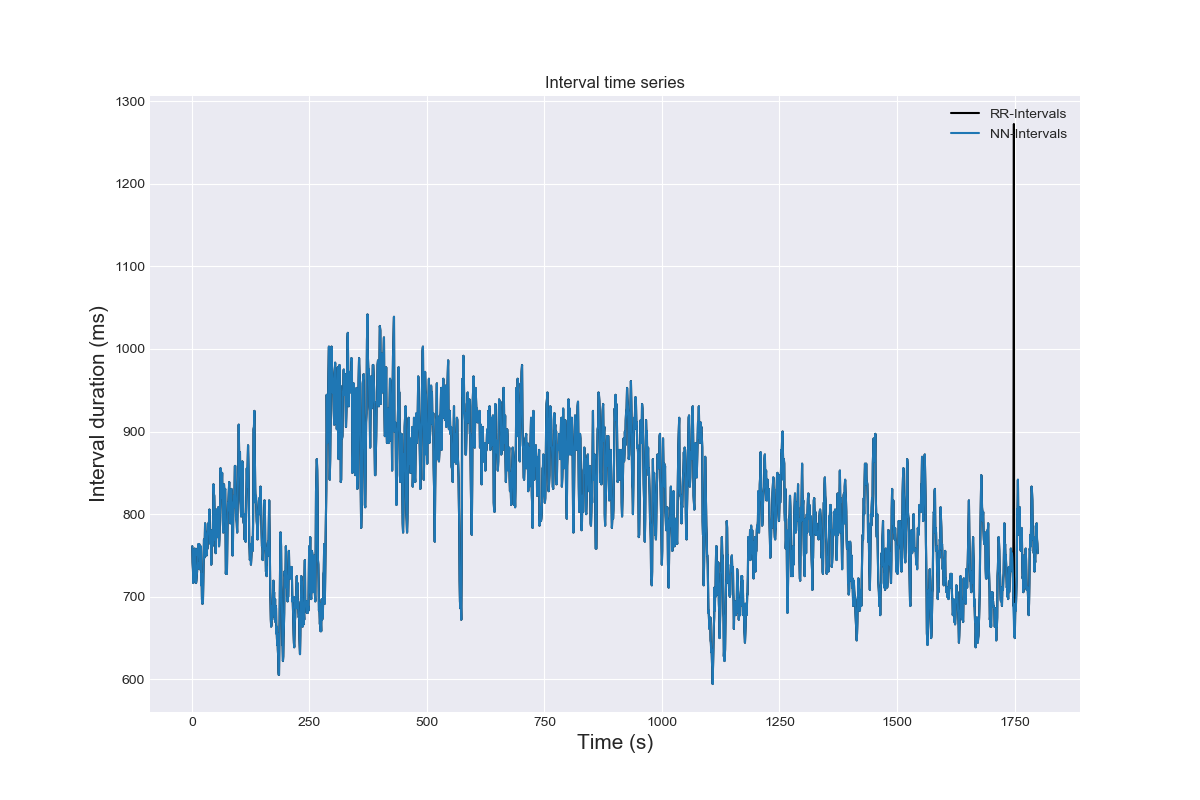 Interval time series
RR-Intervals
NN-Intervals
Interval duration (ms)
1300
1200
1100
1000
900
800
700
600
0 250 500 750 1000 1250 1500 1750
Time (s)